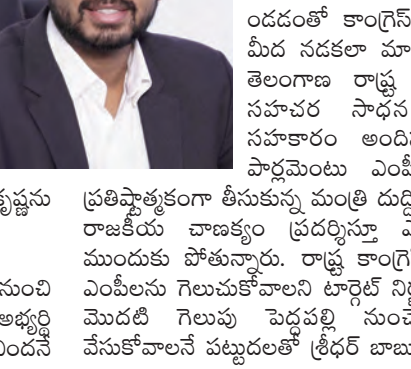 ండడంతో కాంగ్రెస్
మీద నడకలా మా
తెలంగాణ రాష్ట్ర
సహచర సాధన
సహకారం అంది
పార్లమెంటు ఎంపీ
ప్రతిష్టాత్మకంగా తీసుకున్న మంత్రి దుద్ది
రాజకీయ చాణక్యం ప్రదర్శిస్తూ
ముందుకు పోతున్నారు. రాష్ట్ర కాంగ్రె
ఎంపీలను గెలుచుకోవాలని టార్గెట్ నిర్ణ
మొదటి గెలుపు పెద్దపల్లి నుంచే
వేసుకోవాలనే పట్టుదలతో శ్రీధర్ బాబు
కృష్ణను
నుంచి
అభ్యర్థి
ందనే